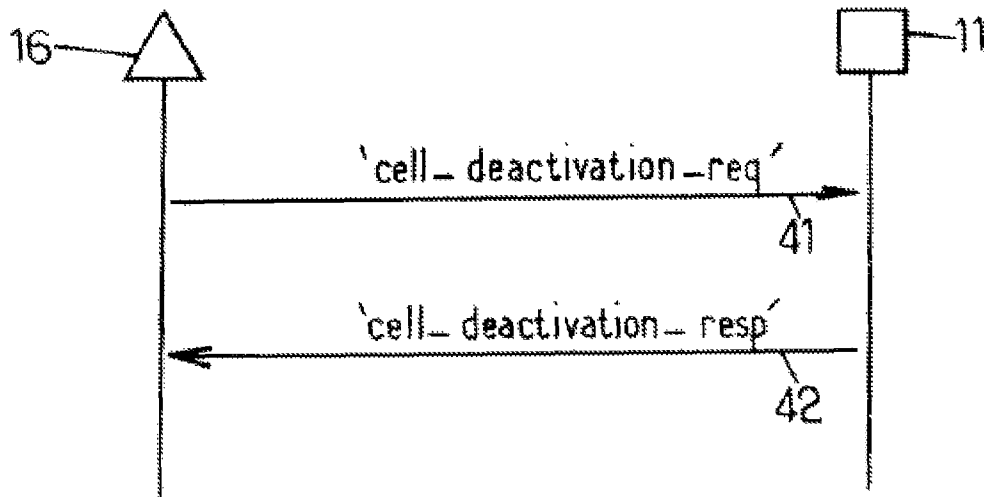 16
11
‵cell_deactivation_req′
41
‵cell_deactivation_resp′
42